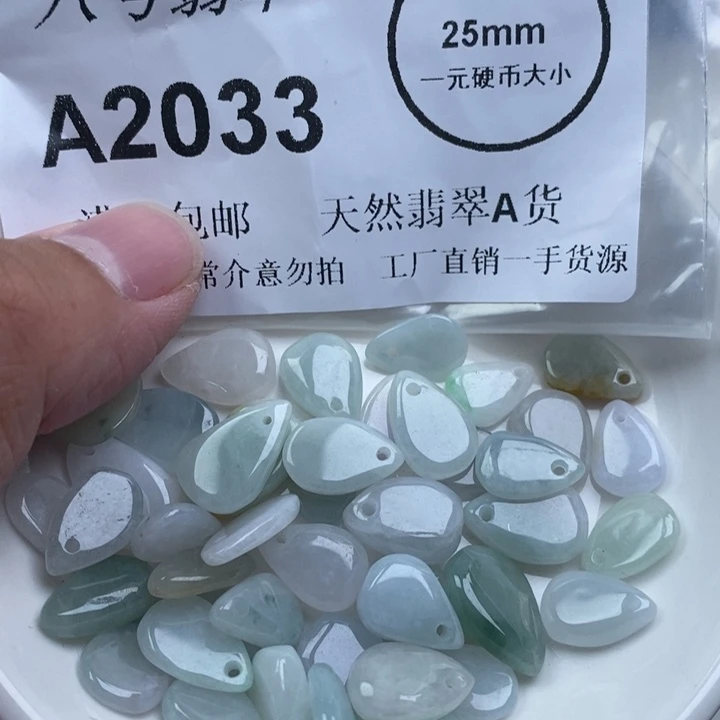 25mm
一元硬币大小
A2033
包邮
天然翡翠A货
常介意勿拍
工厂直销一手货源